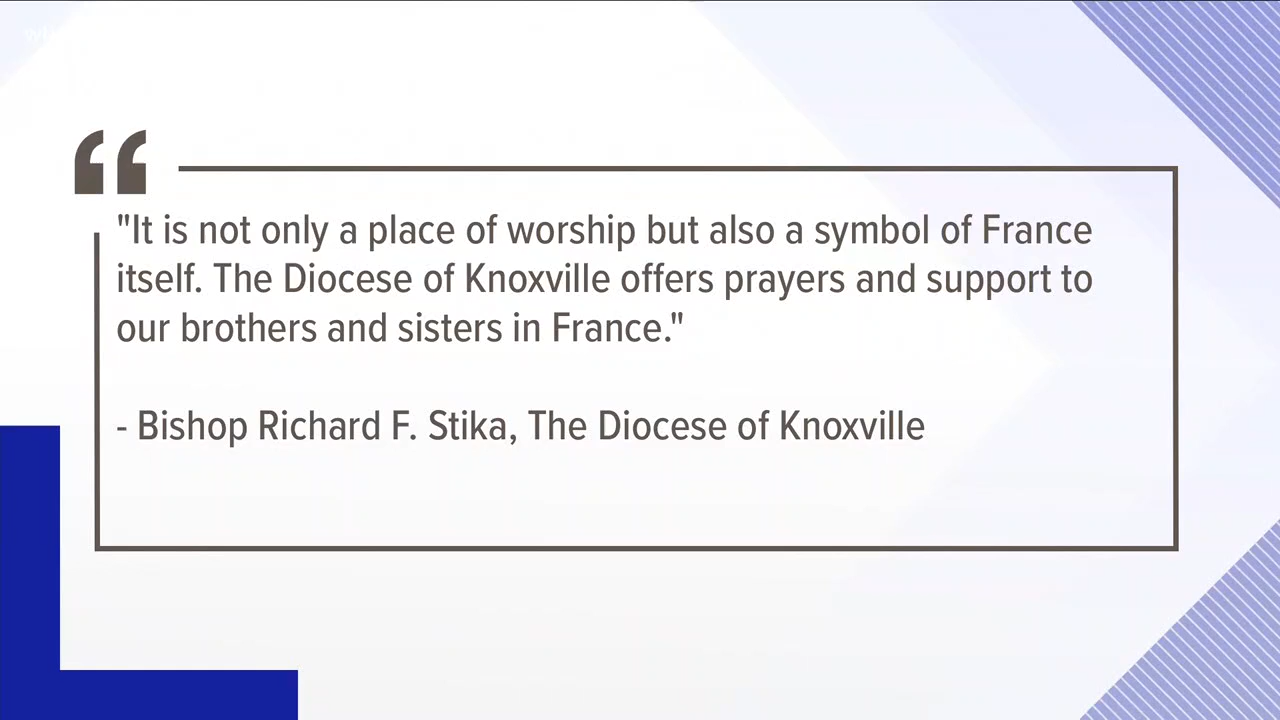 "It is not only a place of worship but also a symbol of France
itself. The Diocese of Knoxville offers prayers and support to
our brothers and sisters in France."
- Bishop Richard F. Stika, The Diocese of Knoxville